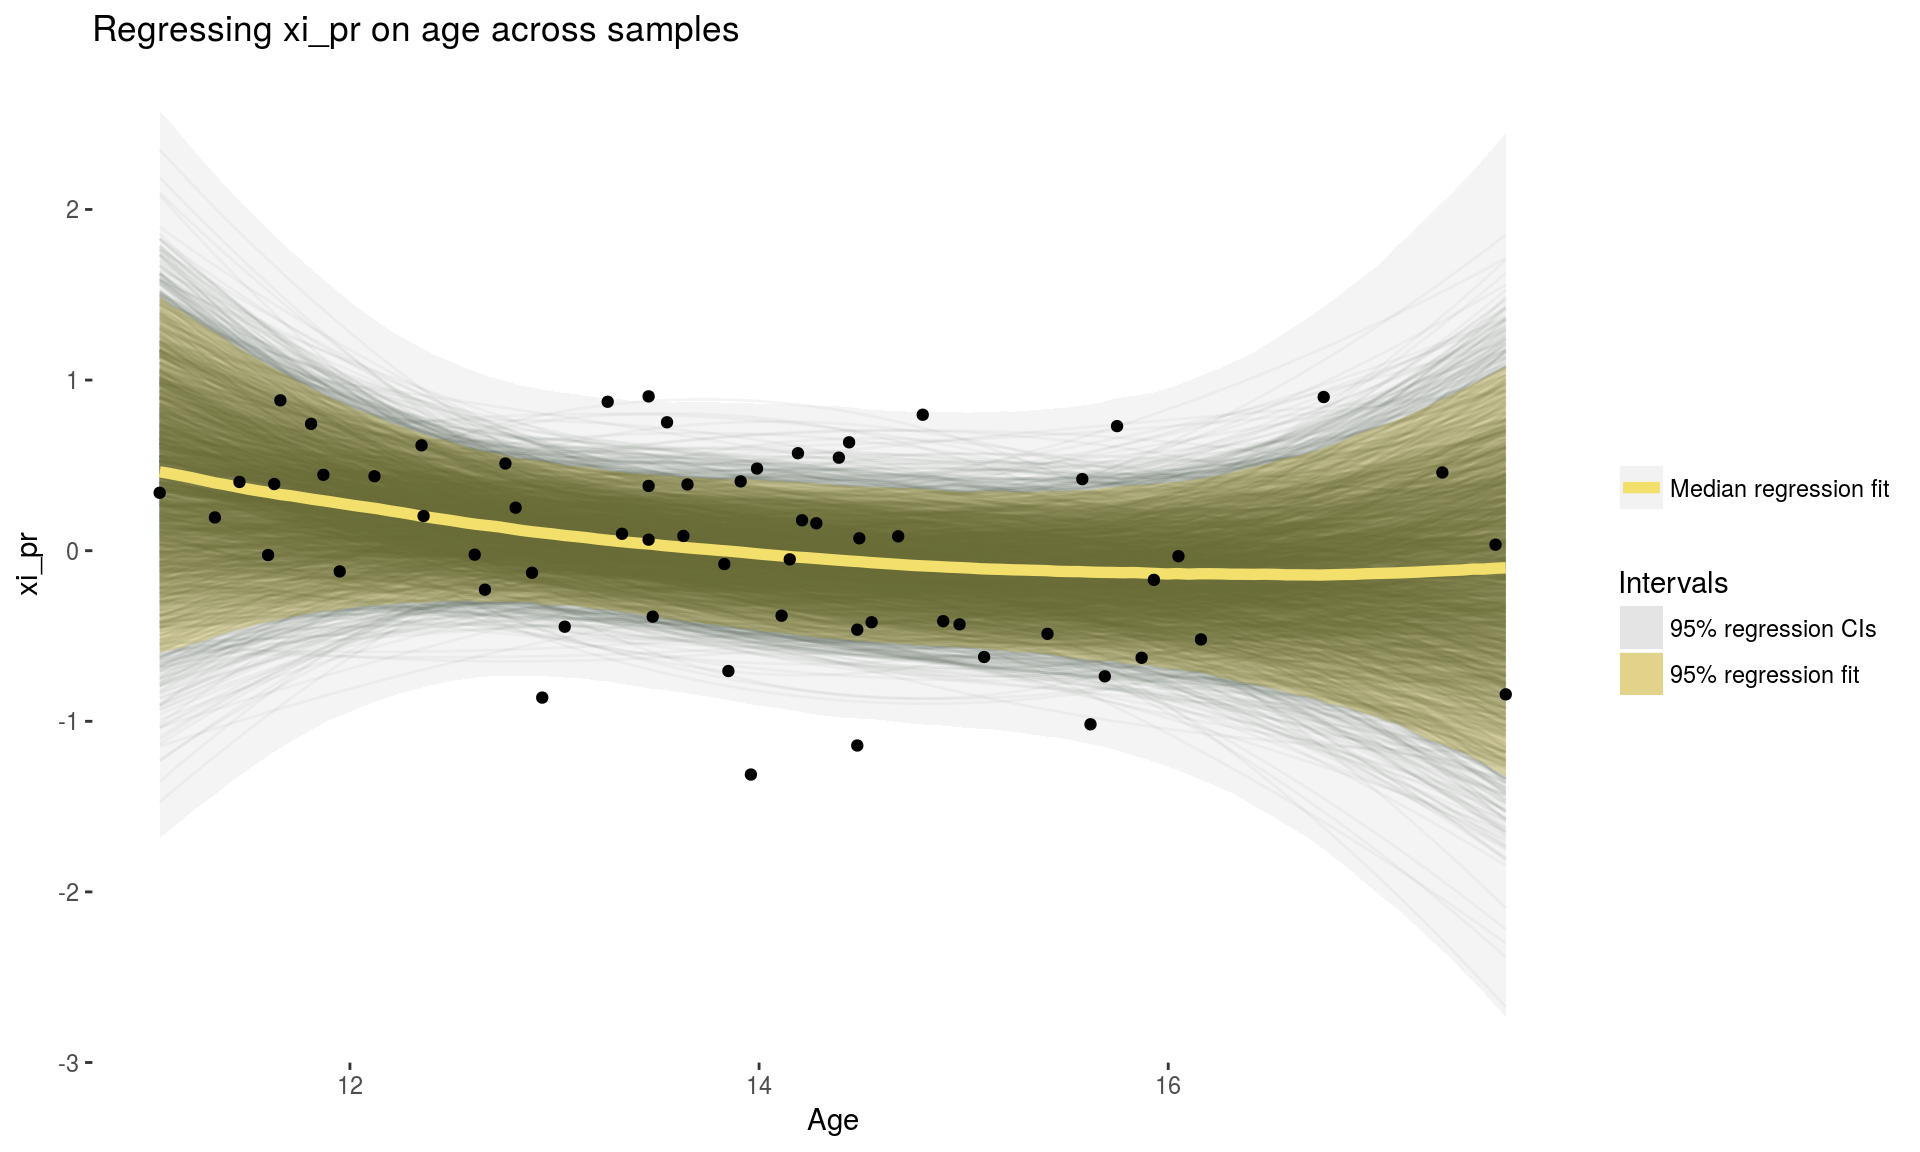 Regressing xi_pr on age across samples
xi_pr
2
1
0
-1
-2
-3
12
14
16
Age
Median regression fit
Intervals
95% regression CIs
95% regression fit